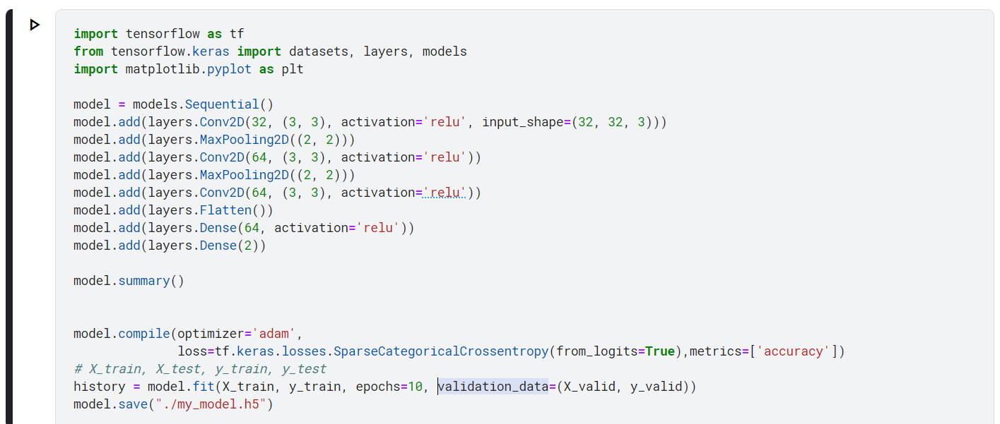 import tensorflow as tf
from tensorflow.keras import datasets, layers, models
import matplotlib.pyplot as plt
model = models.Sequential()
model.add(layers.Conv2D(32, (3, 3), activation='relu', input_shape=(32, 32, 3)))
model.add(layers.MaxPooling2D((2, 2)))
model.add(layers.Conv2D(64, (3, 3), activation='relu'))
model.add(layers.MaxPooling2D((2, 2)))
model.add(layers.Conv2D(64, (3, 3), activation='relu'))
model.add(layers.Flatten())
model.add(layers.Dense(64, activation='relu'))
model.add(layers.Dense(2))
model.summary()
model.compile(optimizer='adam',
loss=tf.keras.losses.SparseCategoricalCrossentropy(from_logits=True),metrics=['accuracy'])
# X_train, X_test, y_train, y_test
history = model.fit(X_train, y_train, epochs=10, validation_data=(X_valid, y_valid))
model.save("./my_model.h5")